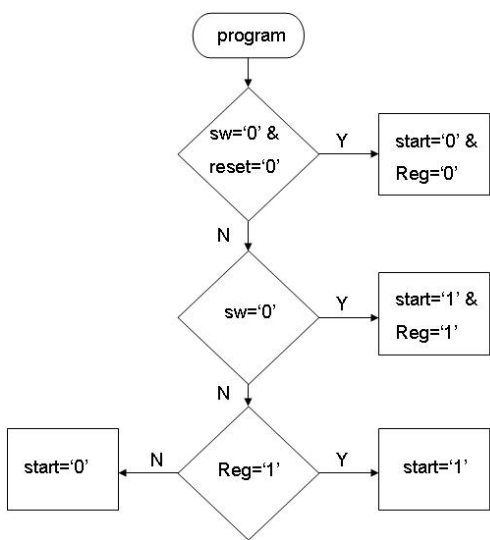 program
sw=‘0’ &
reset=‘0’
Y
start=‘0’ &
Reg=‘0’
N
sw=‘0’
Y
start=‘1’ &
Reg=‘1’
N
start=‘0’
N
Reg=‘1’
Y
start=‘1’